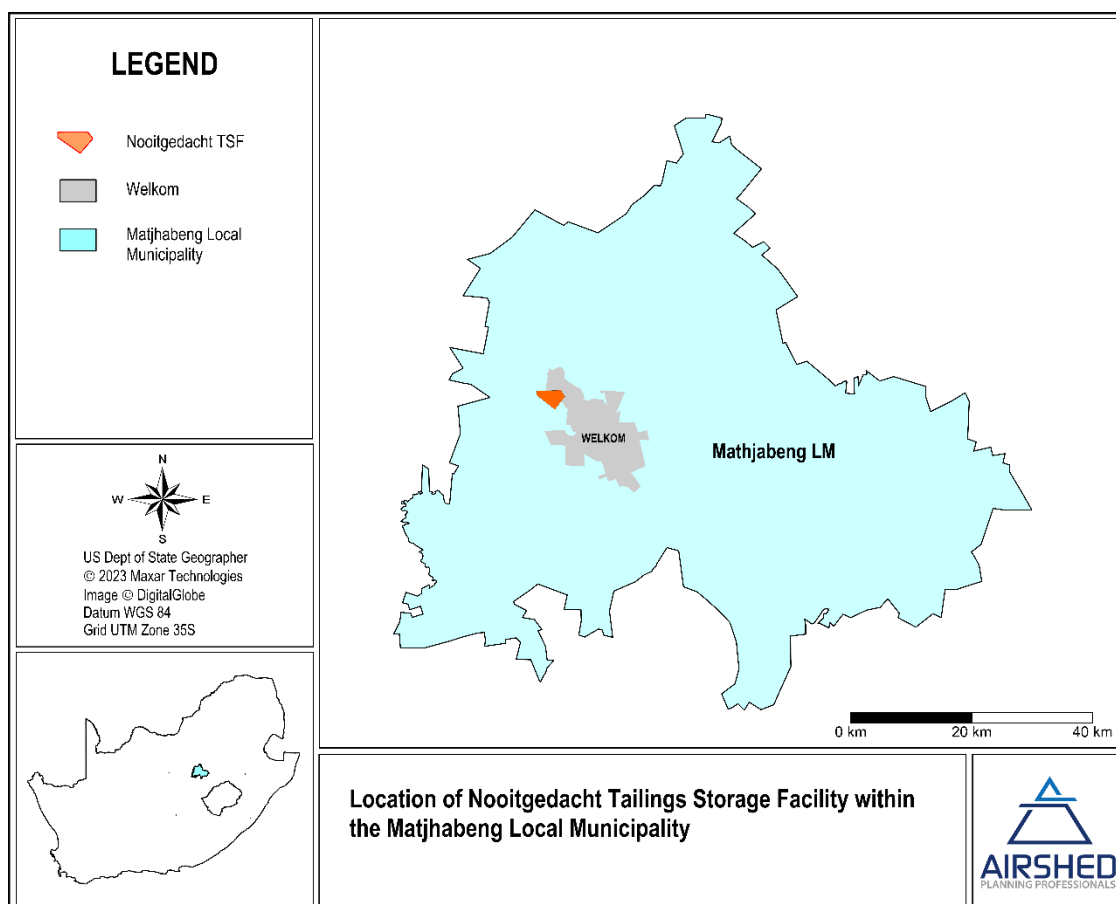 LEGEND
Nooitgedacht TSF
Welkom
Matjhabeng Local
Municipality
N
W
E
S
US Dept of State Geographer
© 2023 Maxar Technologies
Image © DigitalGlobe
Datum WGS 84
Grid UTM Zone 35S
WELKOM
Mathjabeng LM
0 km
20 km
40 km
Location of Nooitgedacht Tailings Storage Facility within
the Matjhabeng Local Municipality
AIRSHED
PLANNING PROFESSIONALS